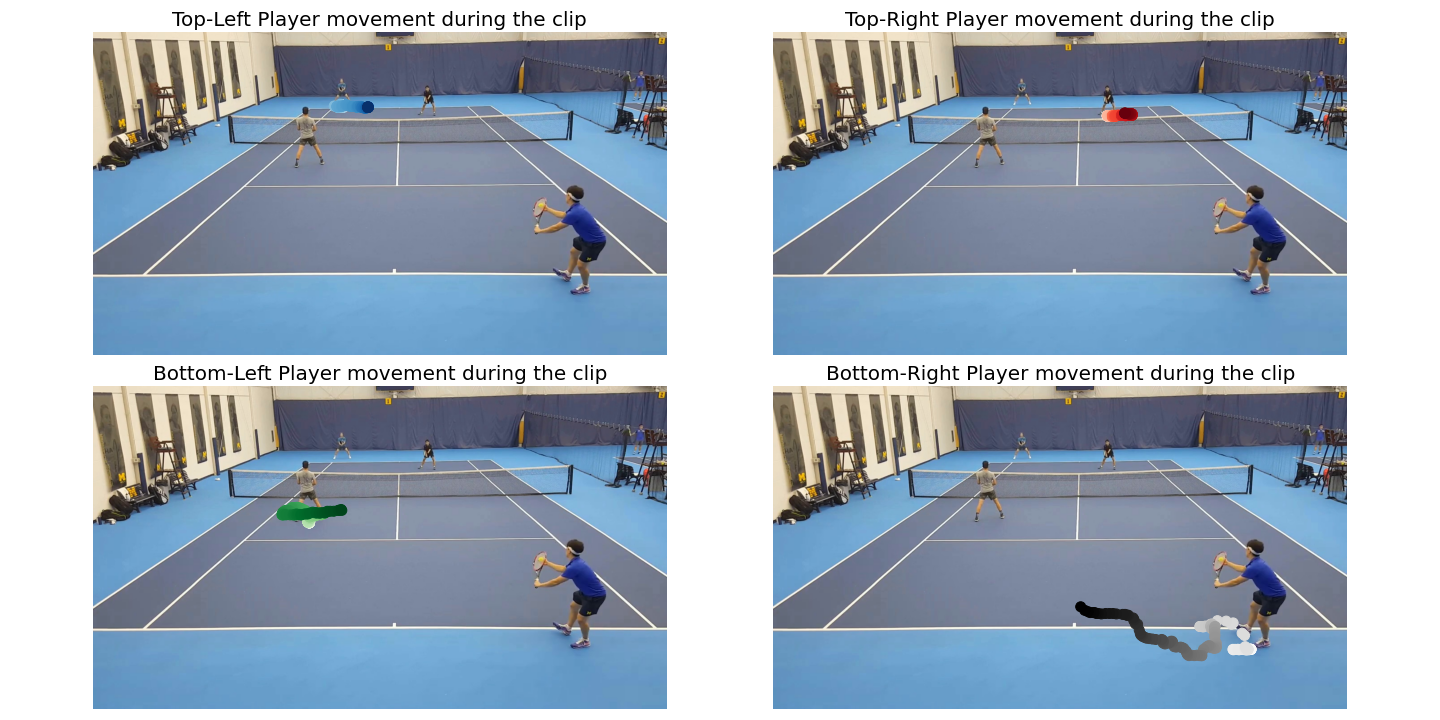 Top-Left Player movement during the clip
Top-Right Player movement during the clip
Bottom-Left Player movement during the clip
Bottom-Right Player movement during the clip